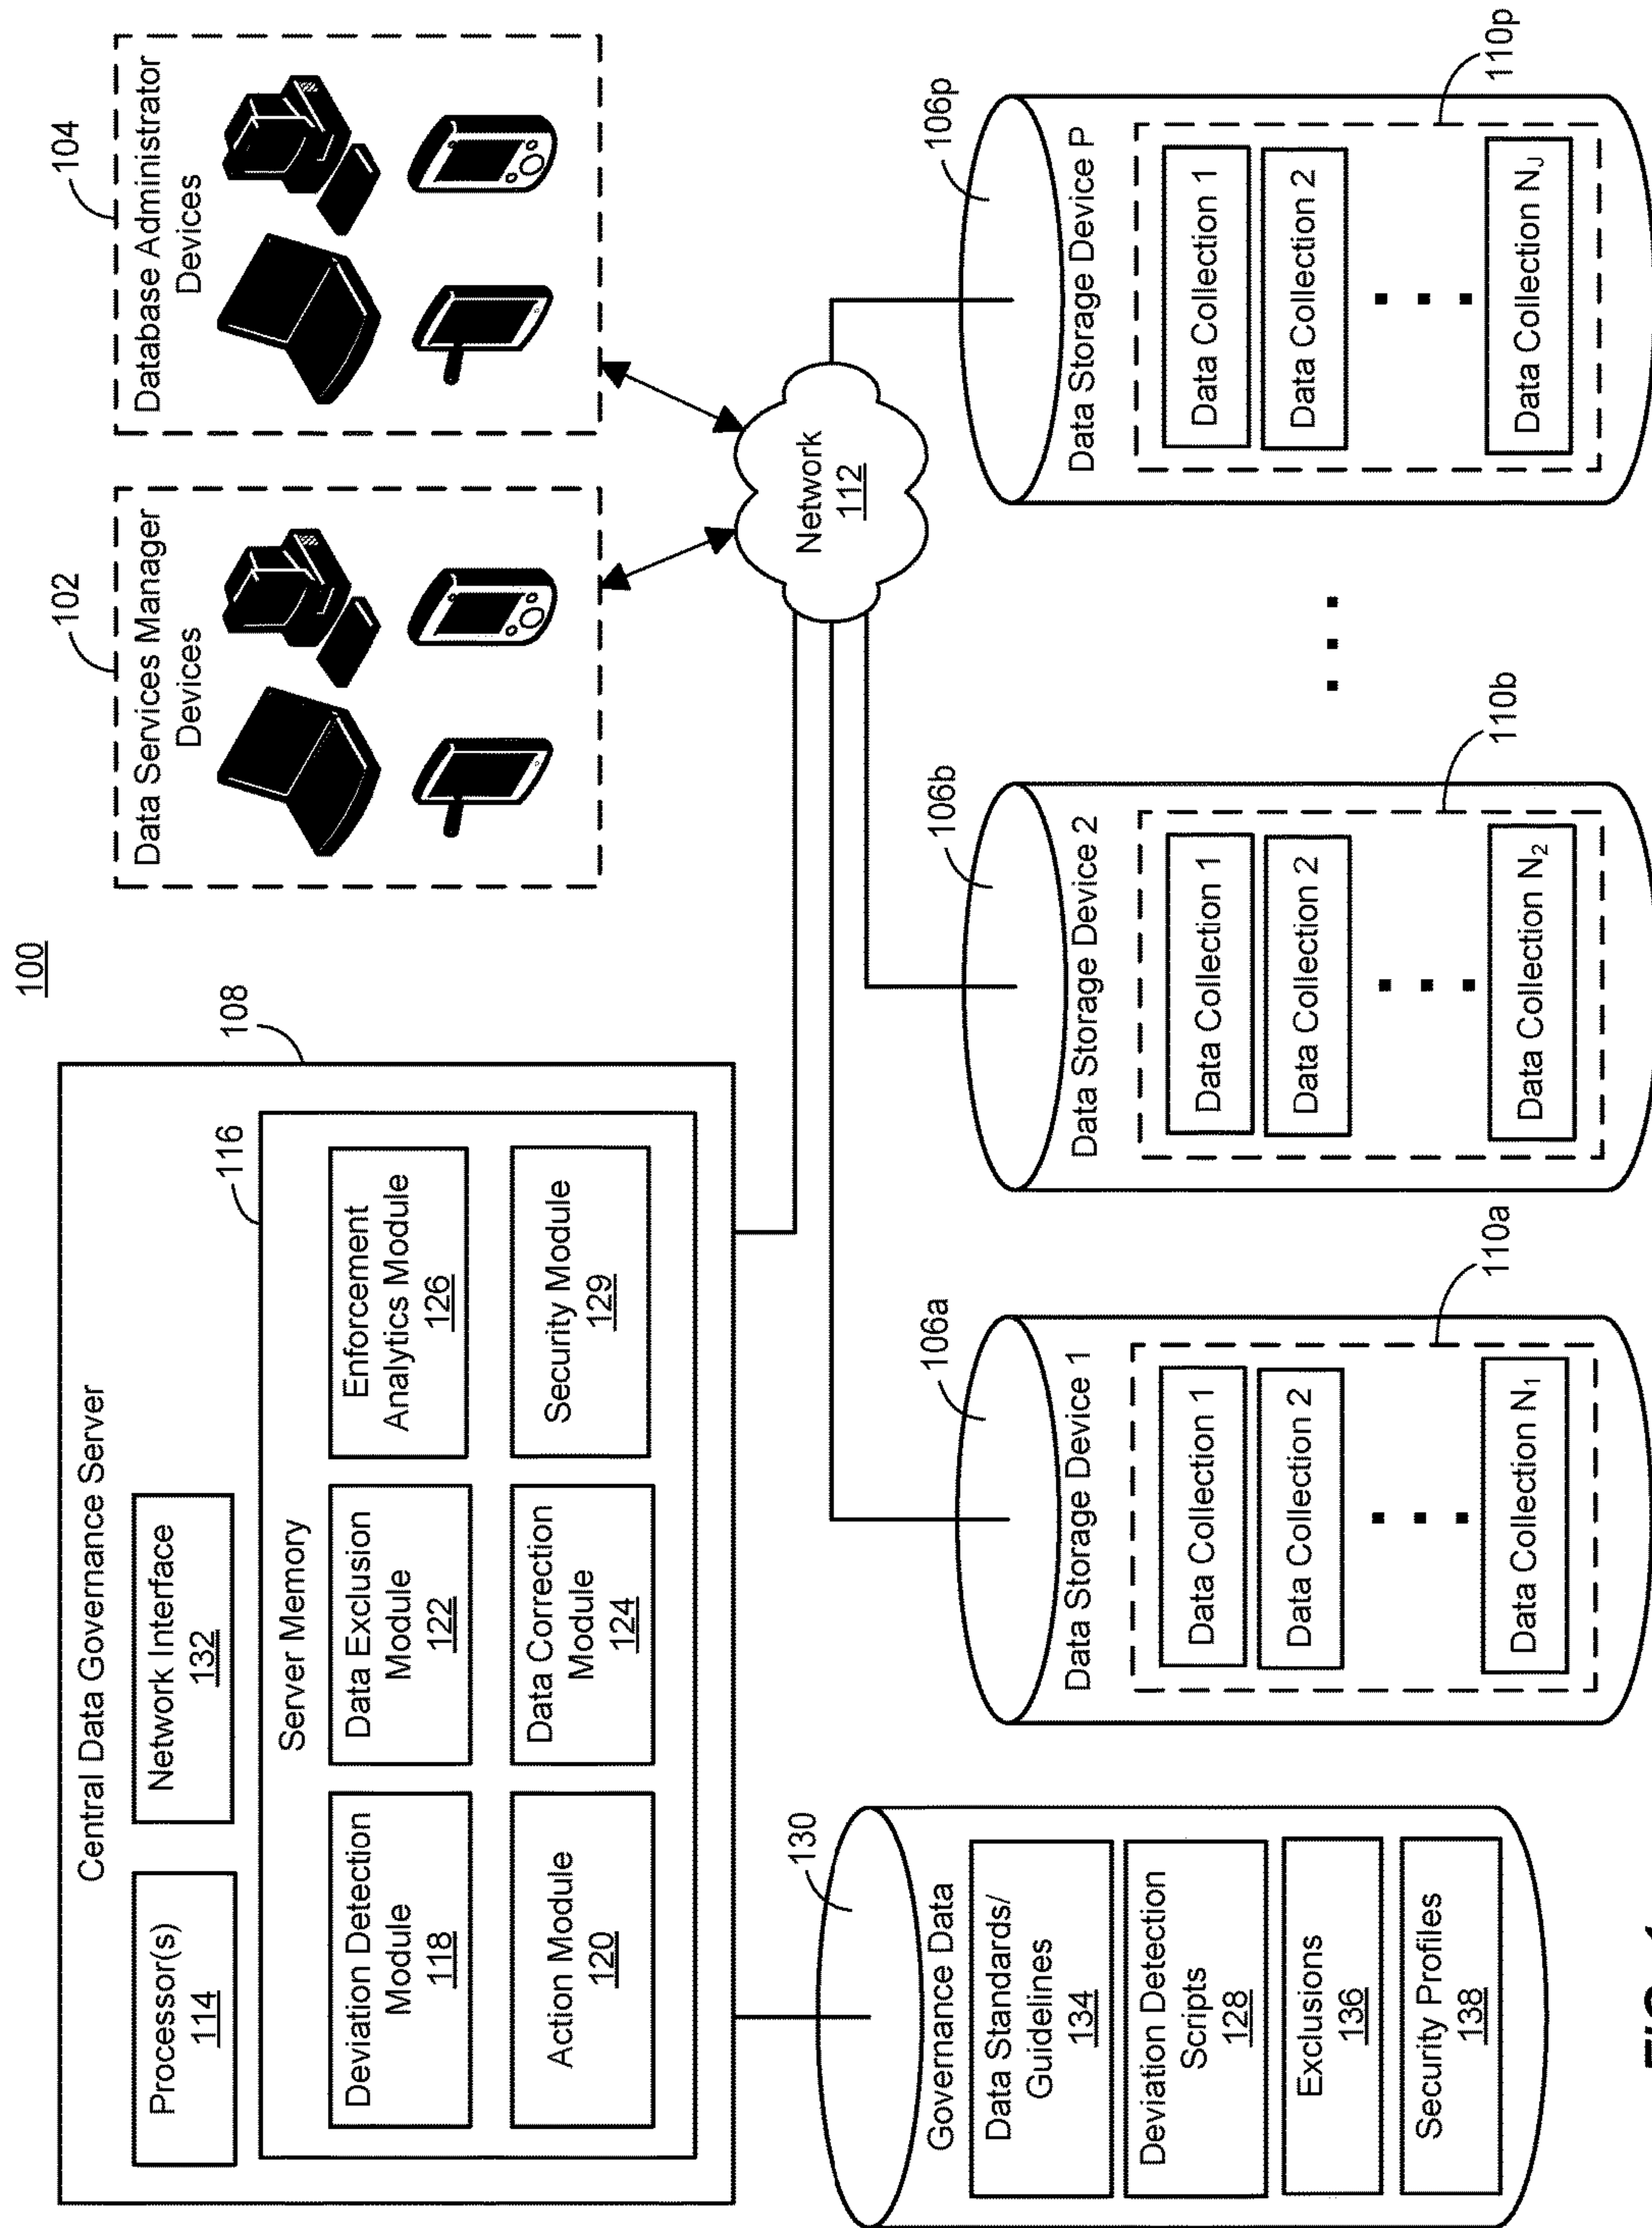 100
Central Data Governance Server
108
Processor(s)
114
Network Interface
132
116
Server Memory
Deviation Detection
Module
118
Data Exclusion
Module
122
Enforcement
Analytics Module
126
Action Module
120
Data Correction
Module
124
Security Module
129
102
Data Services Manager
Devices
104
Database Administrator
Devices
Network
112
130
Governance Data
Data Standards/
Guidelines
134
Deviation Detection
Scripts
128
Exclusions
136
Security Profiles
138
106a
Data Storage Device 1
Data Collection 1
Data Collection 2
Data Collection N1
110a
106b
Data Storage Device 2
Data Collection 1
Data Collection 2
Data Collection N2
110b
106p
Data Storage Device P
Data Collection 1
Data Collection 2
Data Collection NJ
110p